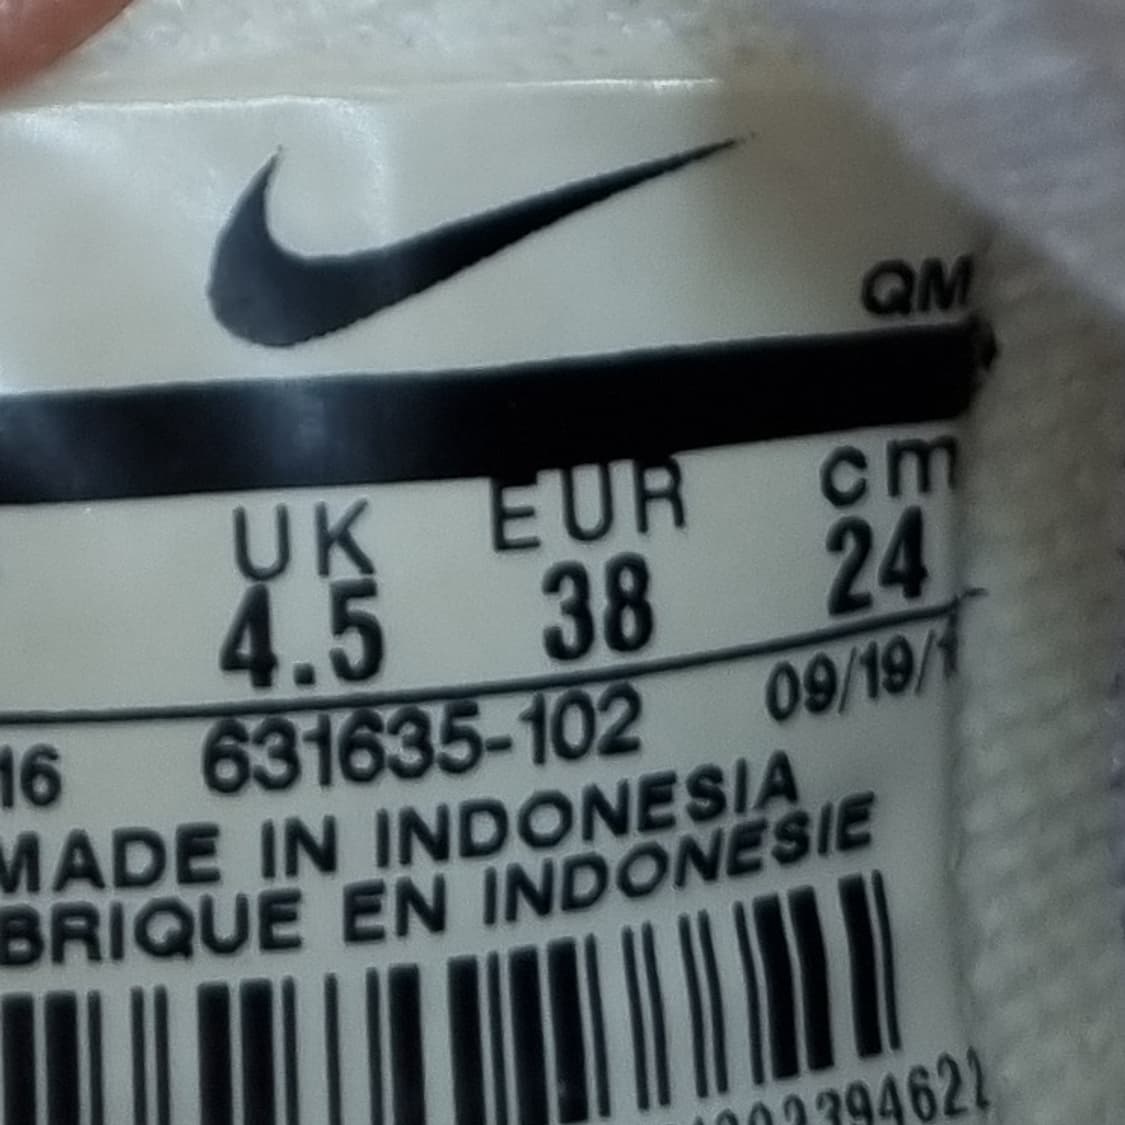 QM
UK EUR cm
4.5 38 24
16 631635-102 09/19/1
MADE IN INDONESIA
BRIQUE EN INDONESIE